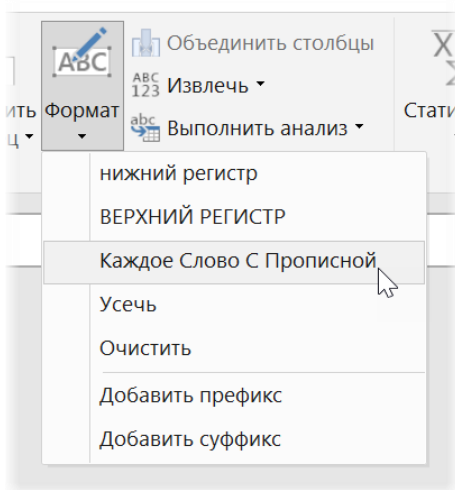 ABC
Объединить столбцы
ABC
123 Извлечь
ить Формат
Стати
ц
abc Выполнить анализ
нижний регистр
ВЕРХНИЙ РЕГИСТР
Каждое Слово С Прописной
Усечь
Очистить
Добавить префикс
Добавить суффикс